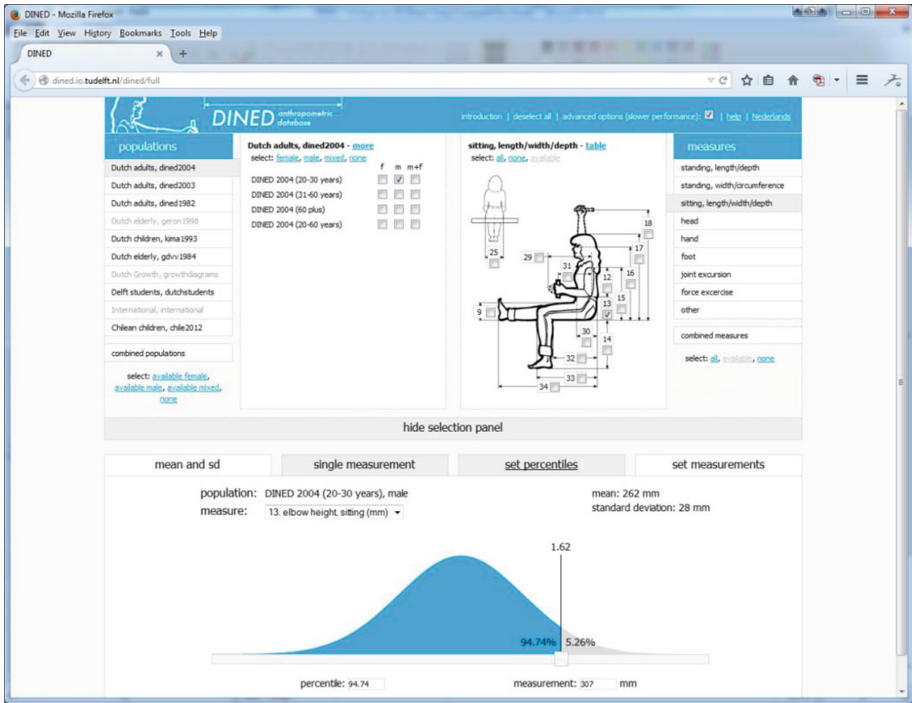 DINED - Mozilla Firefox
File Edit View History Bookmarks Tools Help
DINED
dined.io.tudelft.nl/dined/full
DINED anthropometric database
introduction | deselect all | advanced options (slower performance): | help | Nederlands
populations
Dutch adults, dined2004
Dutch adults, dined2003
Dutch adults, dined1982
Dutch elderly, geron1998
Dutch children, kima1993
Dutch elderly, gdvv1984
Dutch Growth, growthdiagrams
Delft students, dutchstudents
International, international
Chilean children, chile2012
combined populations
select: available female,
available male, available mixed,
none
Dutch adults, dined2004 - more
select: female, male, mixed, none
f m m+f
DINED 2004 (20-30 years)
DINED 2004 (31-60 years)
DINED 2004 (60 plus)
DINED 2004 (20-60 years)
sitting, length/width/depth - table
select: all, none, available
18
25
29
17
31
12
16
9
13
15
30
14
32
33
34
measures
standing, length/depth
standing, width/circumference
sitting, length/width/depth
head
hand
foot
joint excursion
force excercise
other
combined measures
select: all, available, none
hide selection panel
mean and sd
single measurement
set percentiles
set measurements
population: DINED 2004 (20-30 years), male
measure: 13. elbow height, sitting (mm)
mean: 262 mm
standard deviation: 28 mm
1.62
94.74% 5.26%
percentile: 94.74
measurement: 307 mm